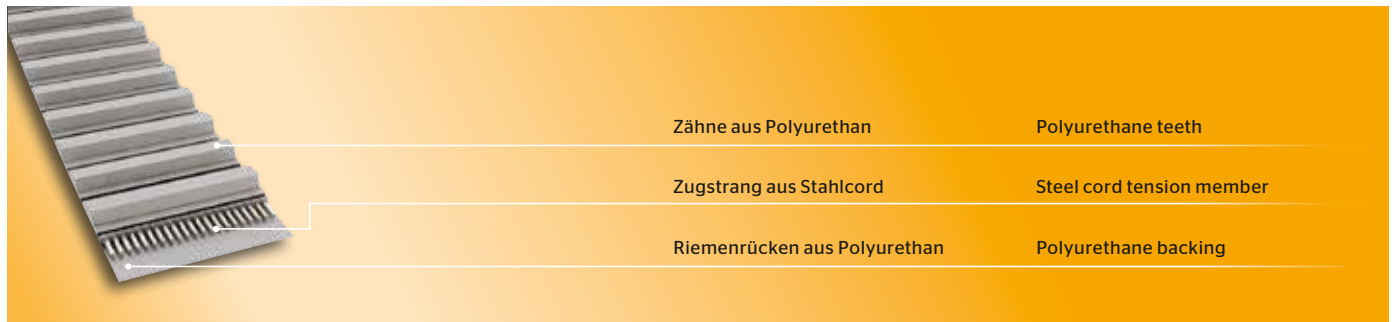 Zähne aus Polyurethan Polyurethane teeth
Zugstrang aus Stahlcord Steel cord tension member
Riemenrücken aus Polyurethan Polyurethane backing